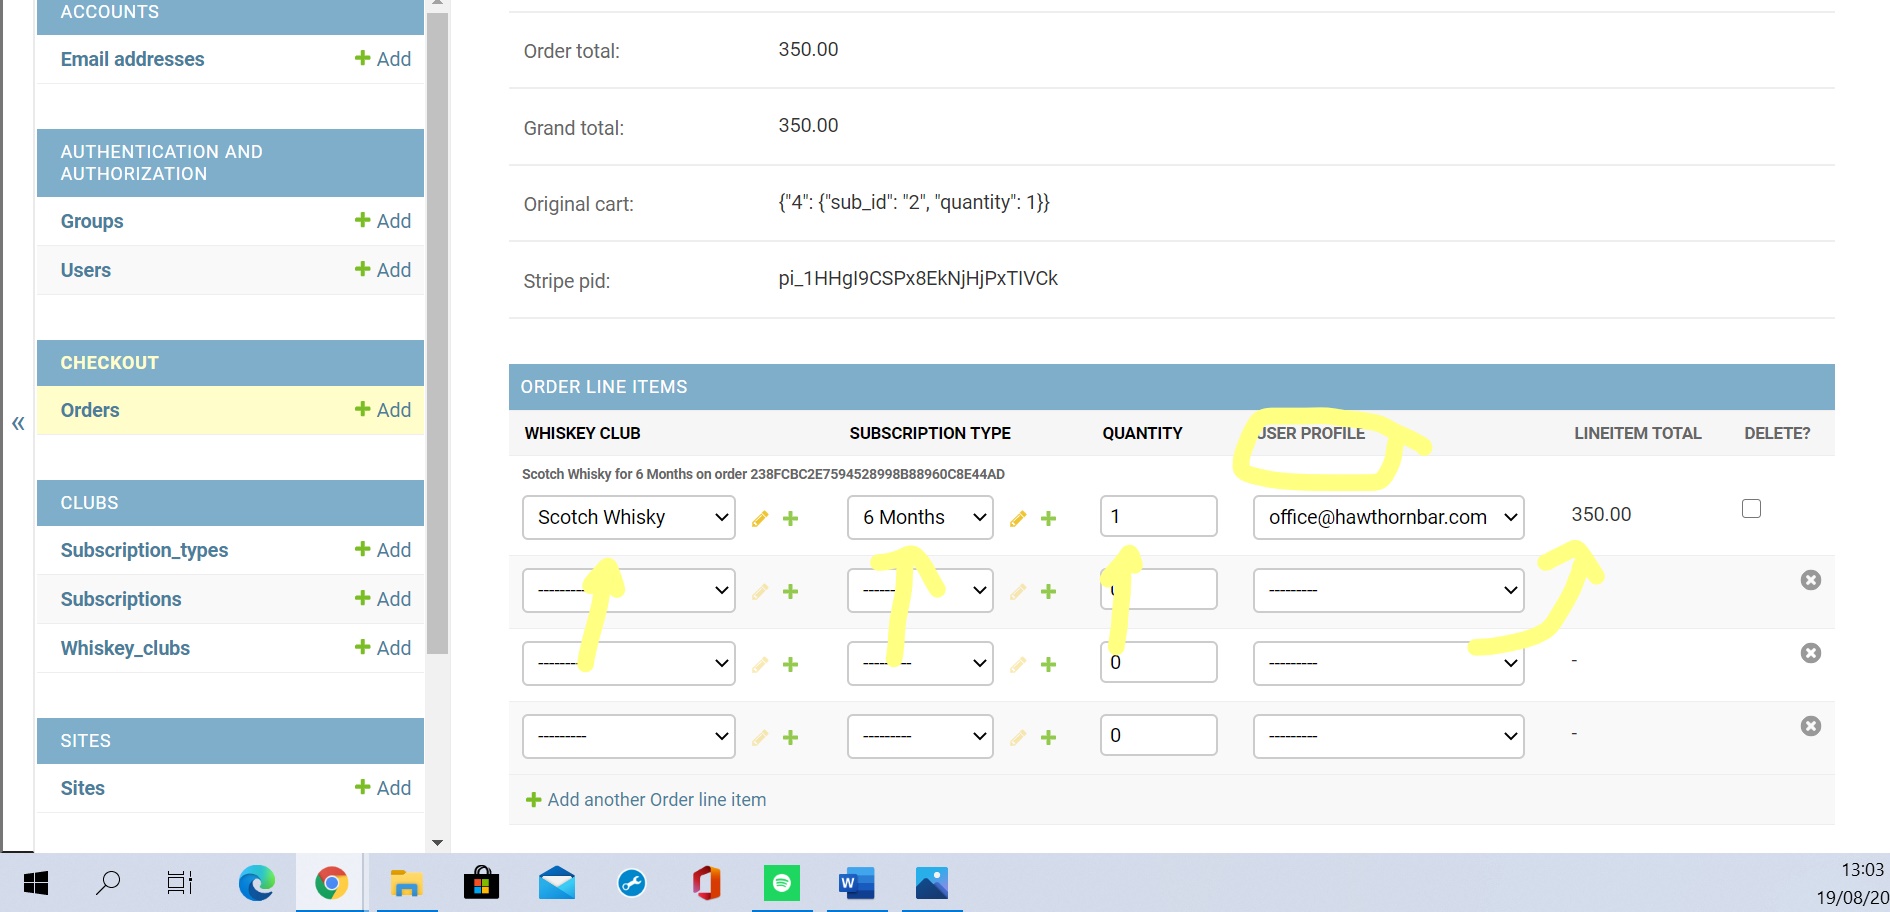 ACCOUNTS
Email addresses Add
AUTHENTICATION AND
AUTHORIZATION
Groups Add
Users Add
CHECKOUT
Orders Add
«
CLUBS
Subscription_types Add
Subscriptions Add
Whiskey_clubs Add
SITES
Sites Add
Order total: 350.00
Grand total: 350.00
Original cart: {"4": {"sub_id": "2", "quantity": 1}}
Stripe pid: pi_1HHgI9CSPx8EkNjHjPxTIVCk
ORDER LINE ITEMS
WHISKEY CLUB SUBSCRIPTION TYPE QUANTITY USER PROFILE LINEITEM TOTAL DELETE?
Scotch Whisky for 6 Months on order 238FCBC2E7594528998B88960C8E44AD
Scotch Whisky 6 Months 1 office@hawthornbar.com 350.00
--------- --------- 0 ---------
--------- --------- 0 --------- -
--------- --------- 0 --------- -
Add another Order line item
W
13:03
19/08/20